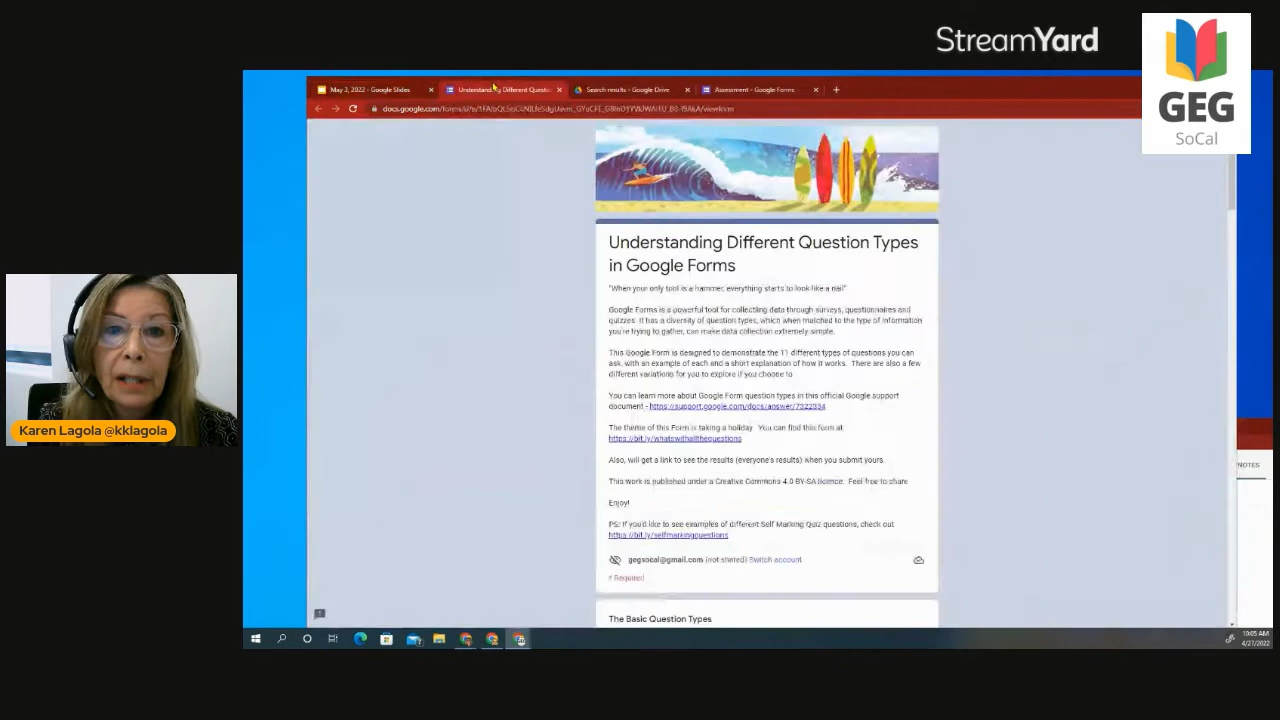 StreamYard
GEG
SoCal
May 3, 2022 - Google Slides
Understanding Different Questio
Search results - Google Drive
Assessment - Google Forms
Understanding Different Question Types
in Google Forms
"When your only tool is a hammer, everything starts to look like a nail"
Google Forms is a powerful tool for collecting data through surveys, questionnaires and
quizzes. It has a diversity of question types, which when matched to the type of information
you're trying to gather, can make data collection extremely simple.
This Google Form is designed to demonstrate the 11 different types of questions you can
ask, with an example of each and a short explanation of how it works. There are also a few
different variations for you to explore if you choose to
You can learn more about Google Form question types in this official Google support
document - https://support.google.com/docs/answer/7322334
The theme of this Form is taking a holiday. You can find this form at
https://bit.ly/whatswithallthequestions
Also, will get a link to see the results (everyone's results) when you submit yours.
This work is published under a Creative Commons 4.0 BY-SA licence. Feel free to share
Enjoy!
PS: If you'd like to see examples of different Self Marking Quiz questions, check out
https://bit.ly/selfmarkingquestions
gegsocal@gmail.com (not shared) Switch account
* Required
The Basic Question Types
Karen Lagola @kklagola
NOTES
10:05 AM
4/27/2022